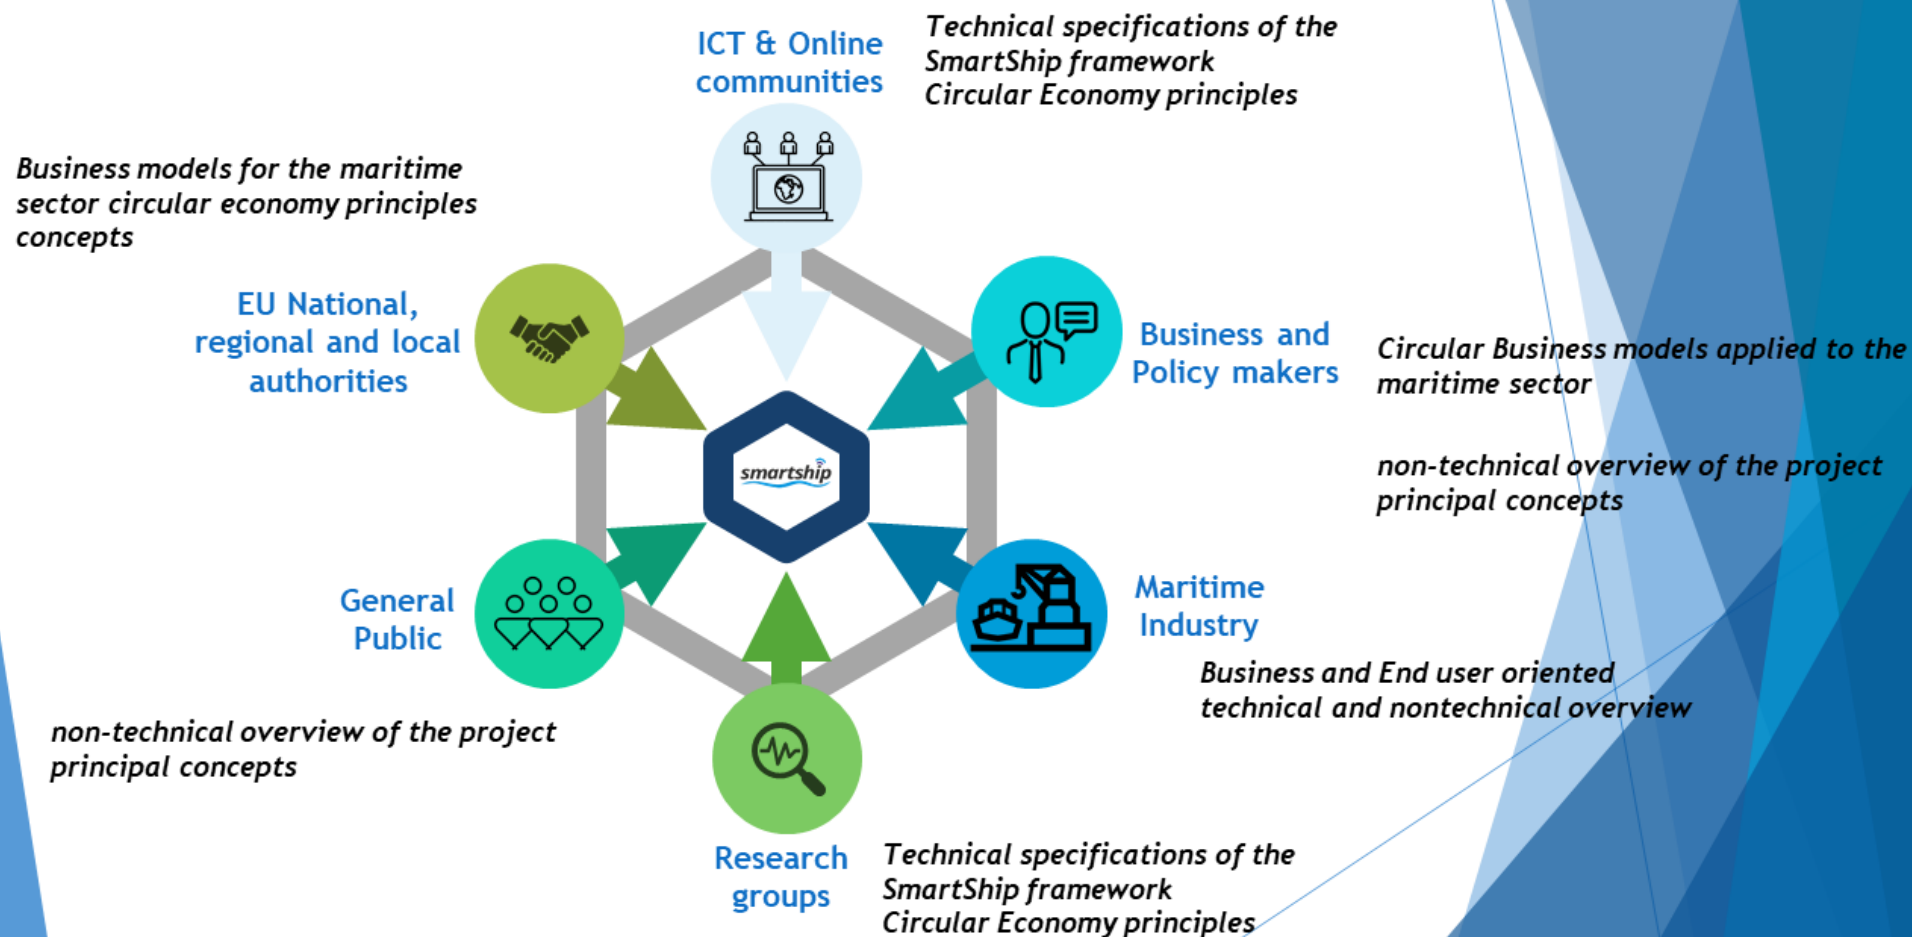 ICT & Online
communities
Technical specifications of the
SmartShip framework
Circular Economy principles
Business models for the maritime
sector circular economy principles
concepts
EU National,
regional and local
authorities
Business and
Policy makers
Circular Business models applied to the
maritime sector
non-technical overview of the project
principal concepts
smartship
General
Public
Maritime
Industry
Business and End user oriented
technical and nontechnical overview
non-technical overview of the project
principal concepts
Research
groups
Technical specifications of the
SmartShip framework
Circular Economy principles